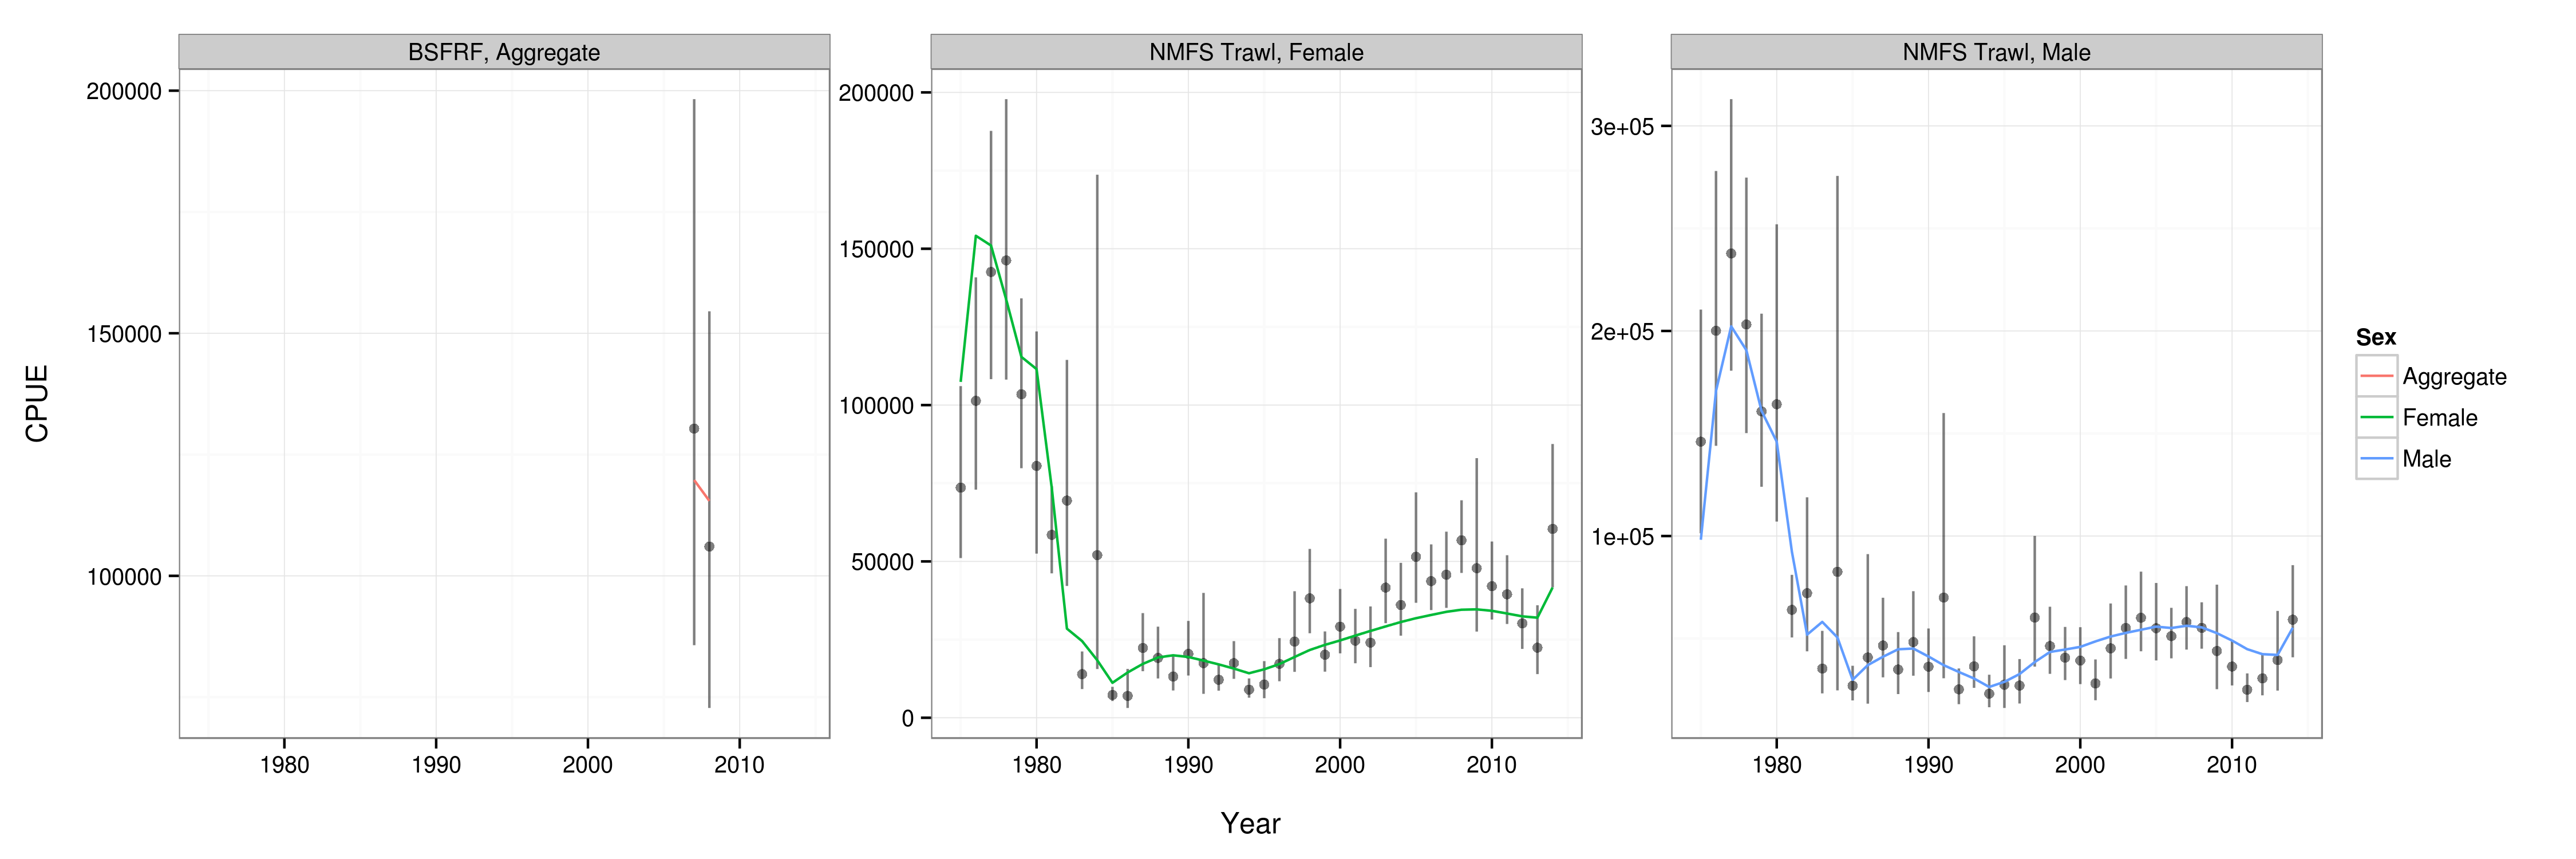 BSFRF, Aggregate
NMFS Trawl, Female
NMFS Trawl, Male
CPUE
200000
150000
100000
200000
150000
100000
50000
0
3e+05
2e+05
1e+05
1980 1990 2000 2010
1980 1990 2000 2010
1980 1990 2000 2010
Year
Sex
Aggregate
Female
Male